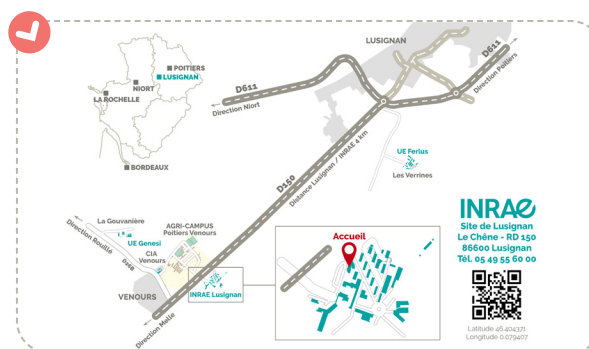 LUSIGNAN
D611
Direction Poitiers
POITIERS
LUSIGNAN
NIORT
LA ROCHELLE
BORDEAUX
D611
Direction Niort
D150
Distance Lusignan / INRAE 4 km
UE Ferlus
Les Verrines
La Gouvanière
UE Genesi
AGRI-CAMPUS
Poitiers Venours
CIA
Venours
Direction Rouillé
VENOURS
INRAE Lusignan
Direction Melle
Accueil
INRAE
Site de Lusignan
Le Chêne - RD 150
86600 Lusignan
Tél. 05 49 55 60 00
Latitude 46.404371
Longitude 0.079407